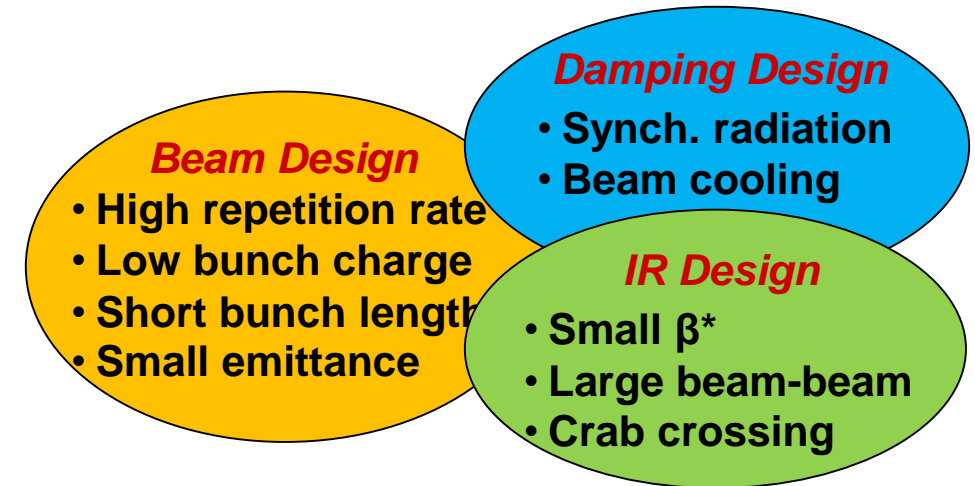 Beam Design
• High repetition rate
• Low bunch charge
• Short bunch length
• Small emittance
Damping Design
• Synch. radiation
• Beam cooling
IR Design
• Small β*
• Large beam-beam
• Crab crossing